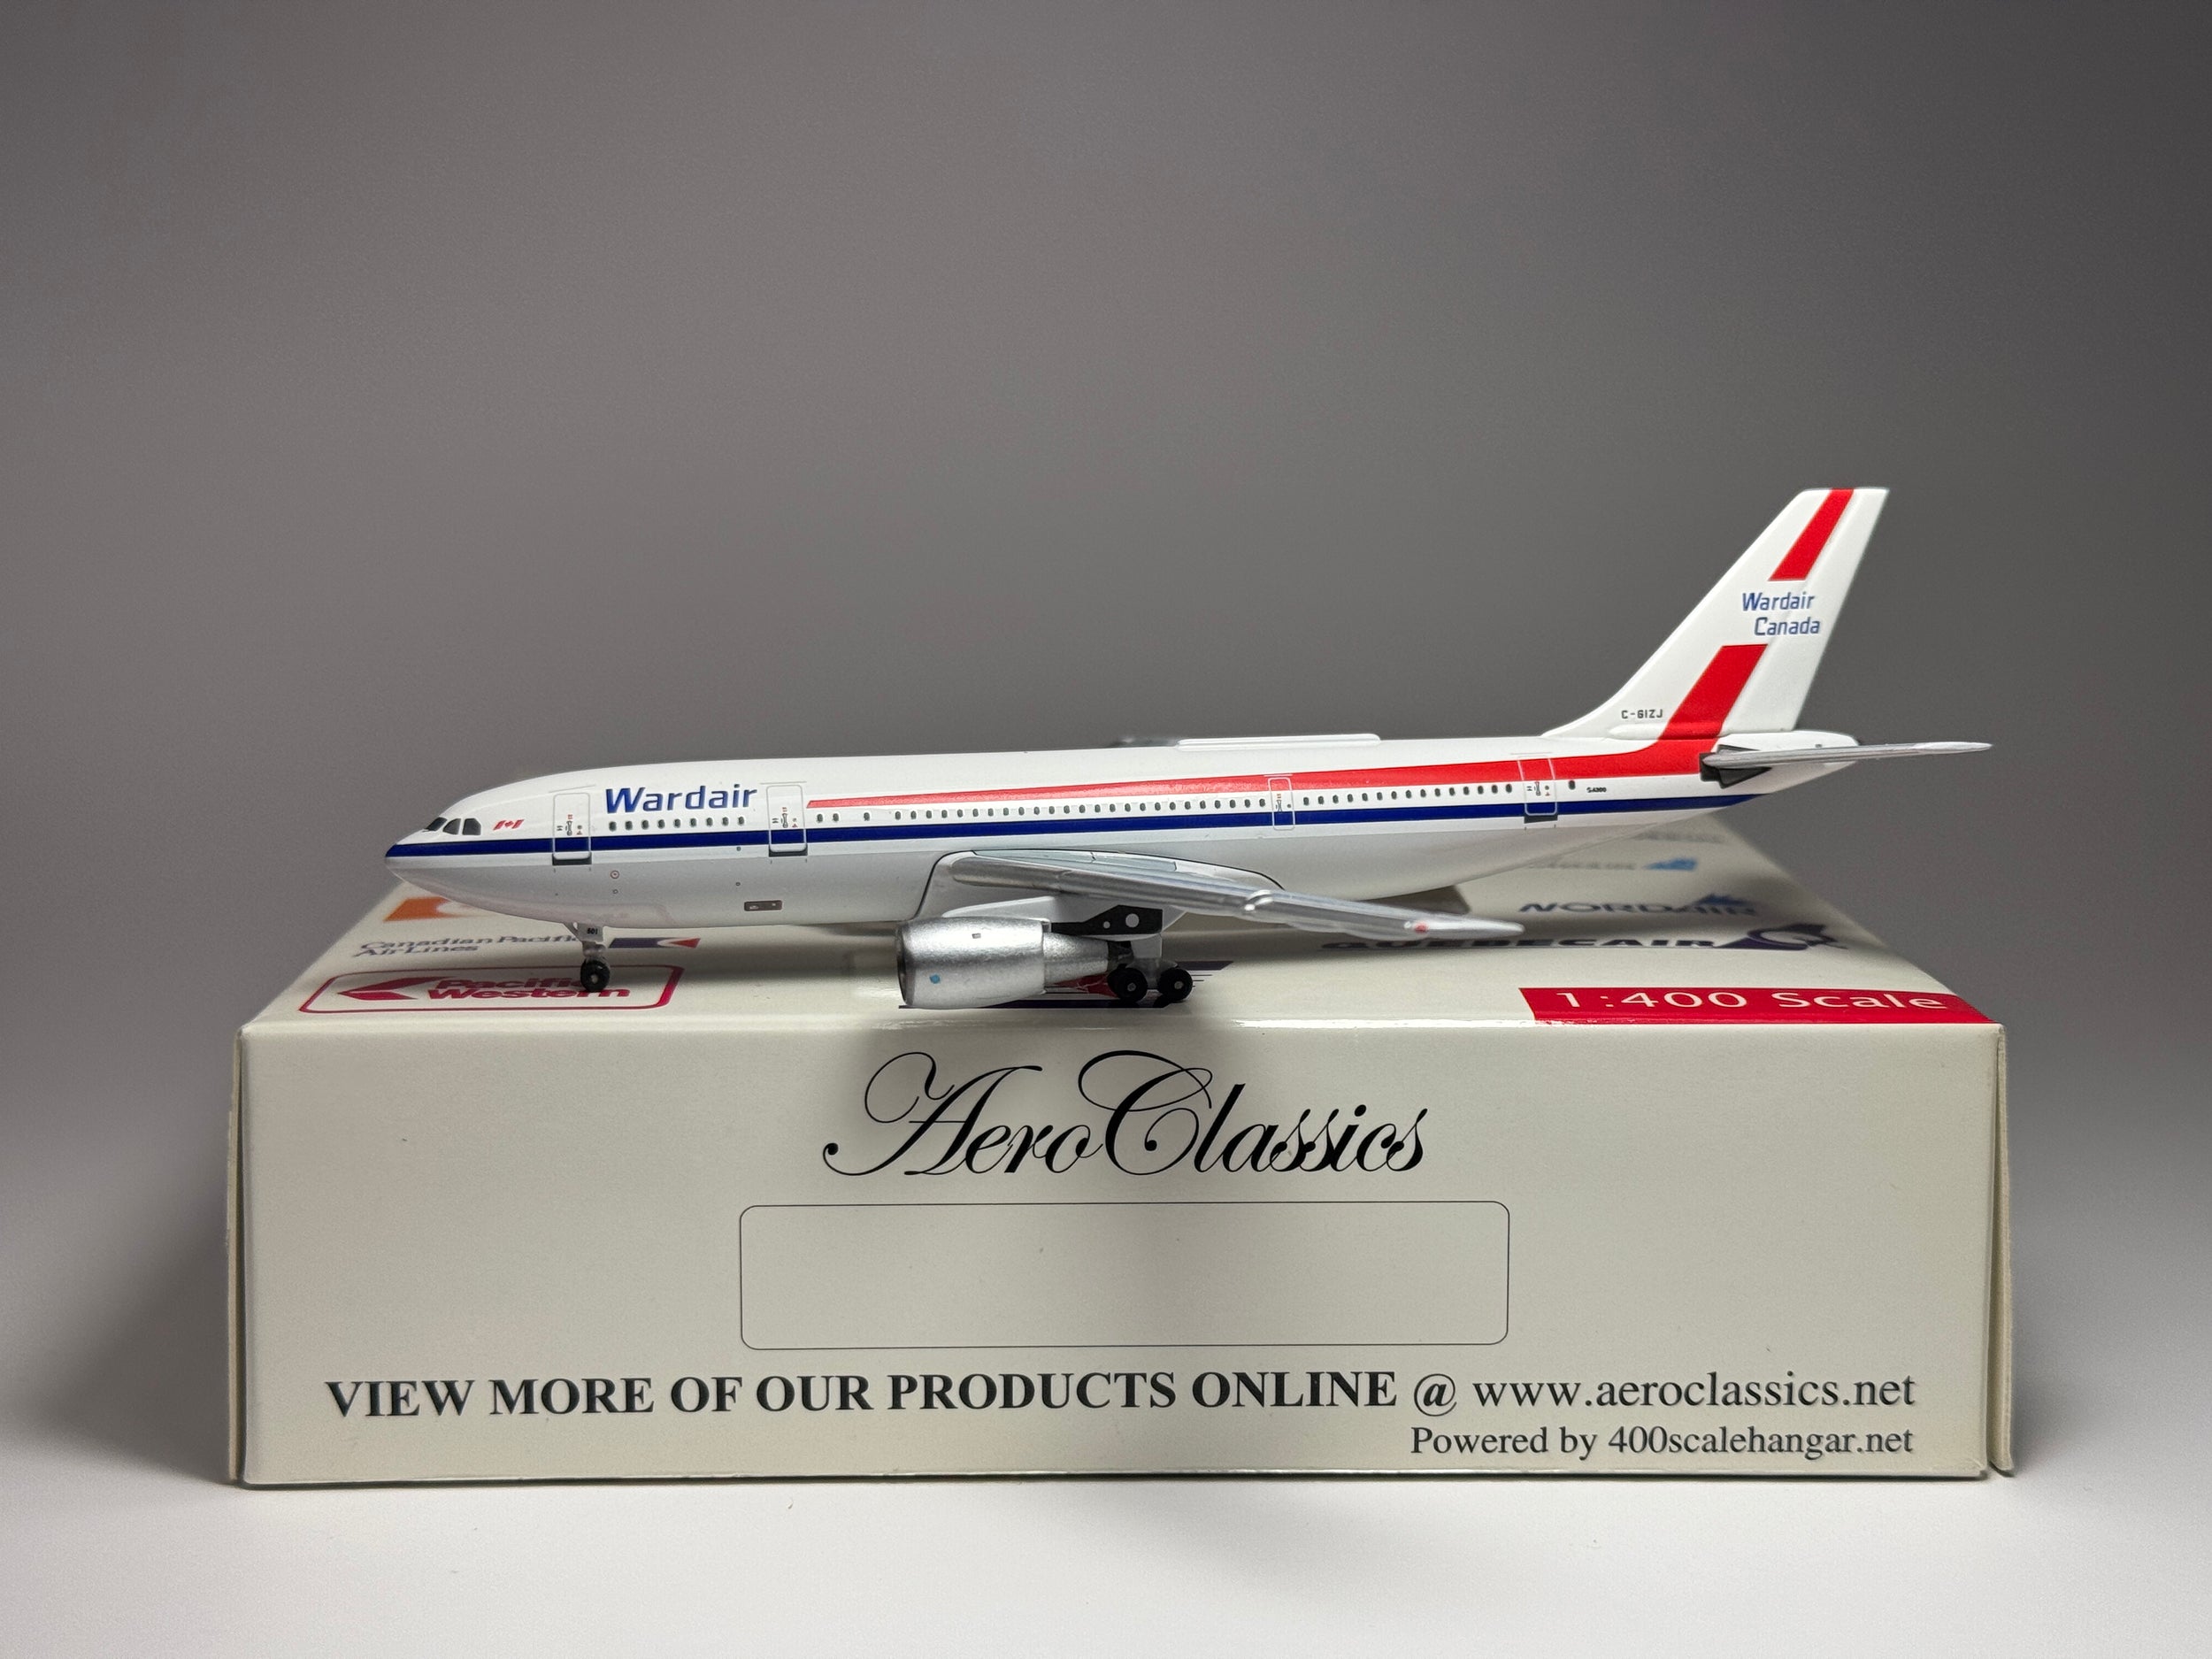 Wardair
Canada
C-GIZJ
Wardair
801
NORDAIR
QUEBECAIR
Canadian Pacific
Air Lines
Pacific
Western
1:400 Scale
AeroClassics
VIEW MORE OF OUR PRODUCTS ONLINE @ www.aeroclassics.net
Powered by 400scalehangar.net